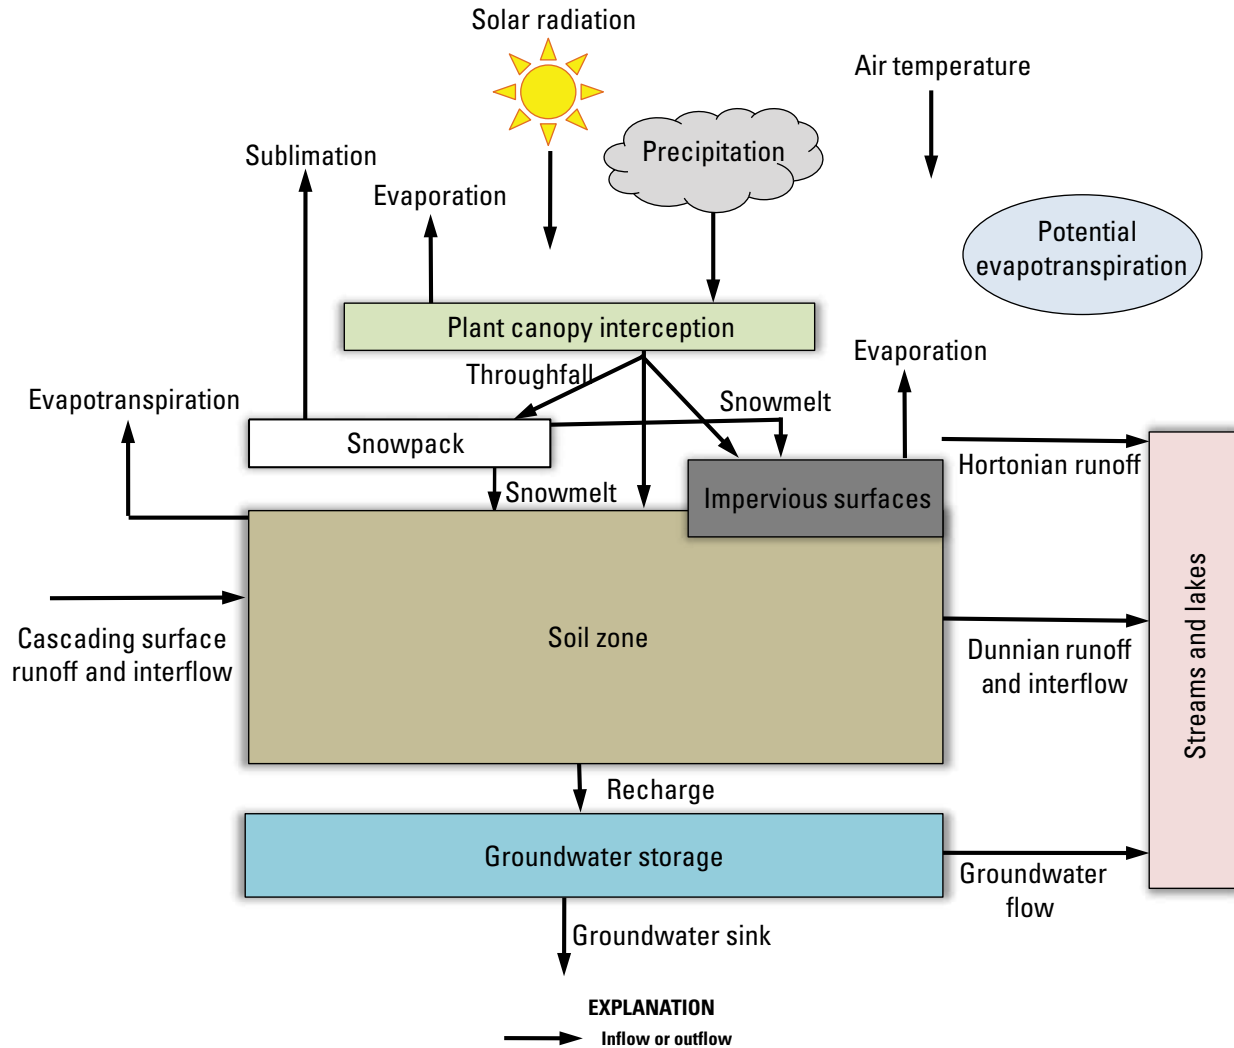 Solar radiation
Air temperature
Precipitation
Sublimation
Evaporation
Potential
evapotranspiration
Plant canopy interception
Evaporation
Throughfall
Evapotranspiration
Snowmelt
Snowpack
Hortonian runoff
Snowmelt
Impervious surfaces
Cascading surface
runoff and interflow
Soil zone
Dunnian runoff
and interflow
Streams and lakes
Recharge
Groundwater storage
Groundwater
flow
Groundwater sink
EXPLANATION
Inflow or outflow